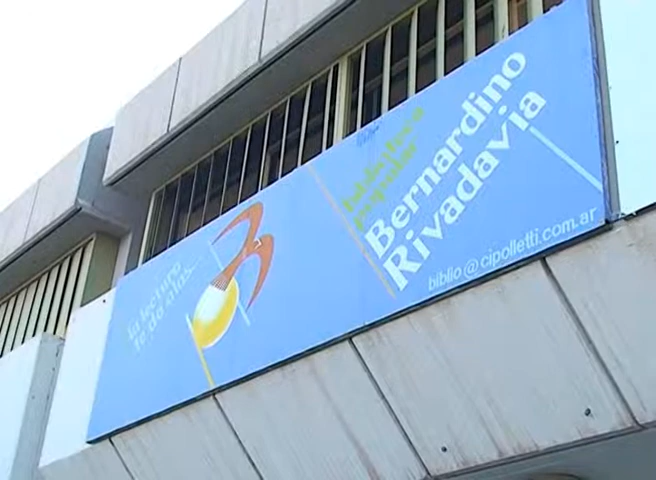 la lectura
te da alas...
biblioteca
popular
Bernardino
Rivadavia
biblio@cipolletti.com.ar